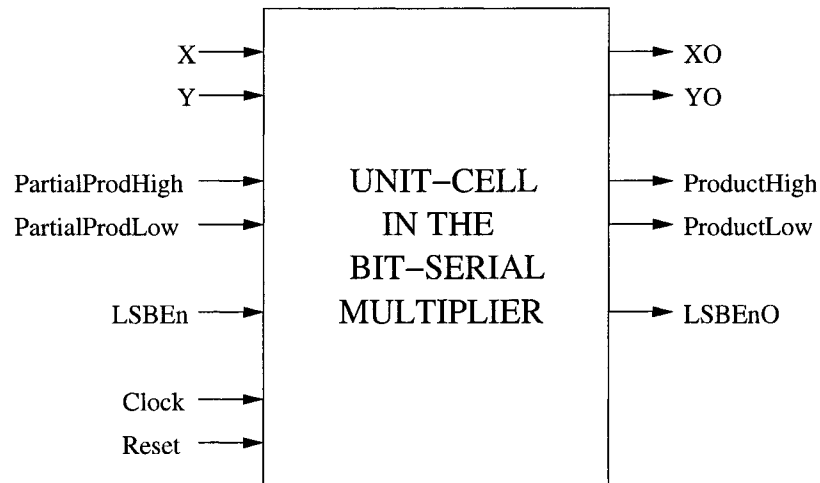 X
XO
Y
YO
PartialProdHigh
ProductHigh
PartialProdLow
ProductLow
UNIT−CELL
IN THE
BIT−SERIAL
MULTIPLIER
LSBEn
LSBEnO
Clock
Reset